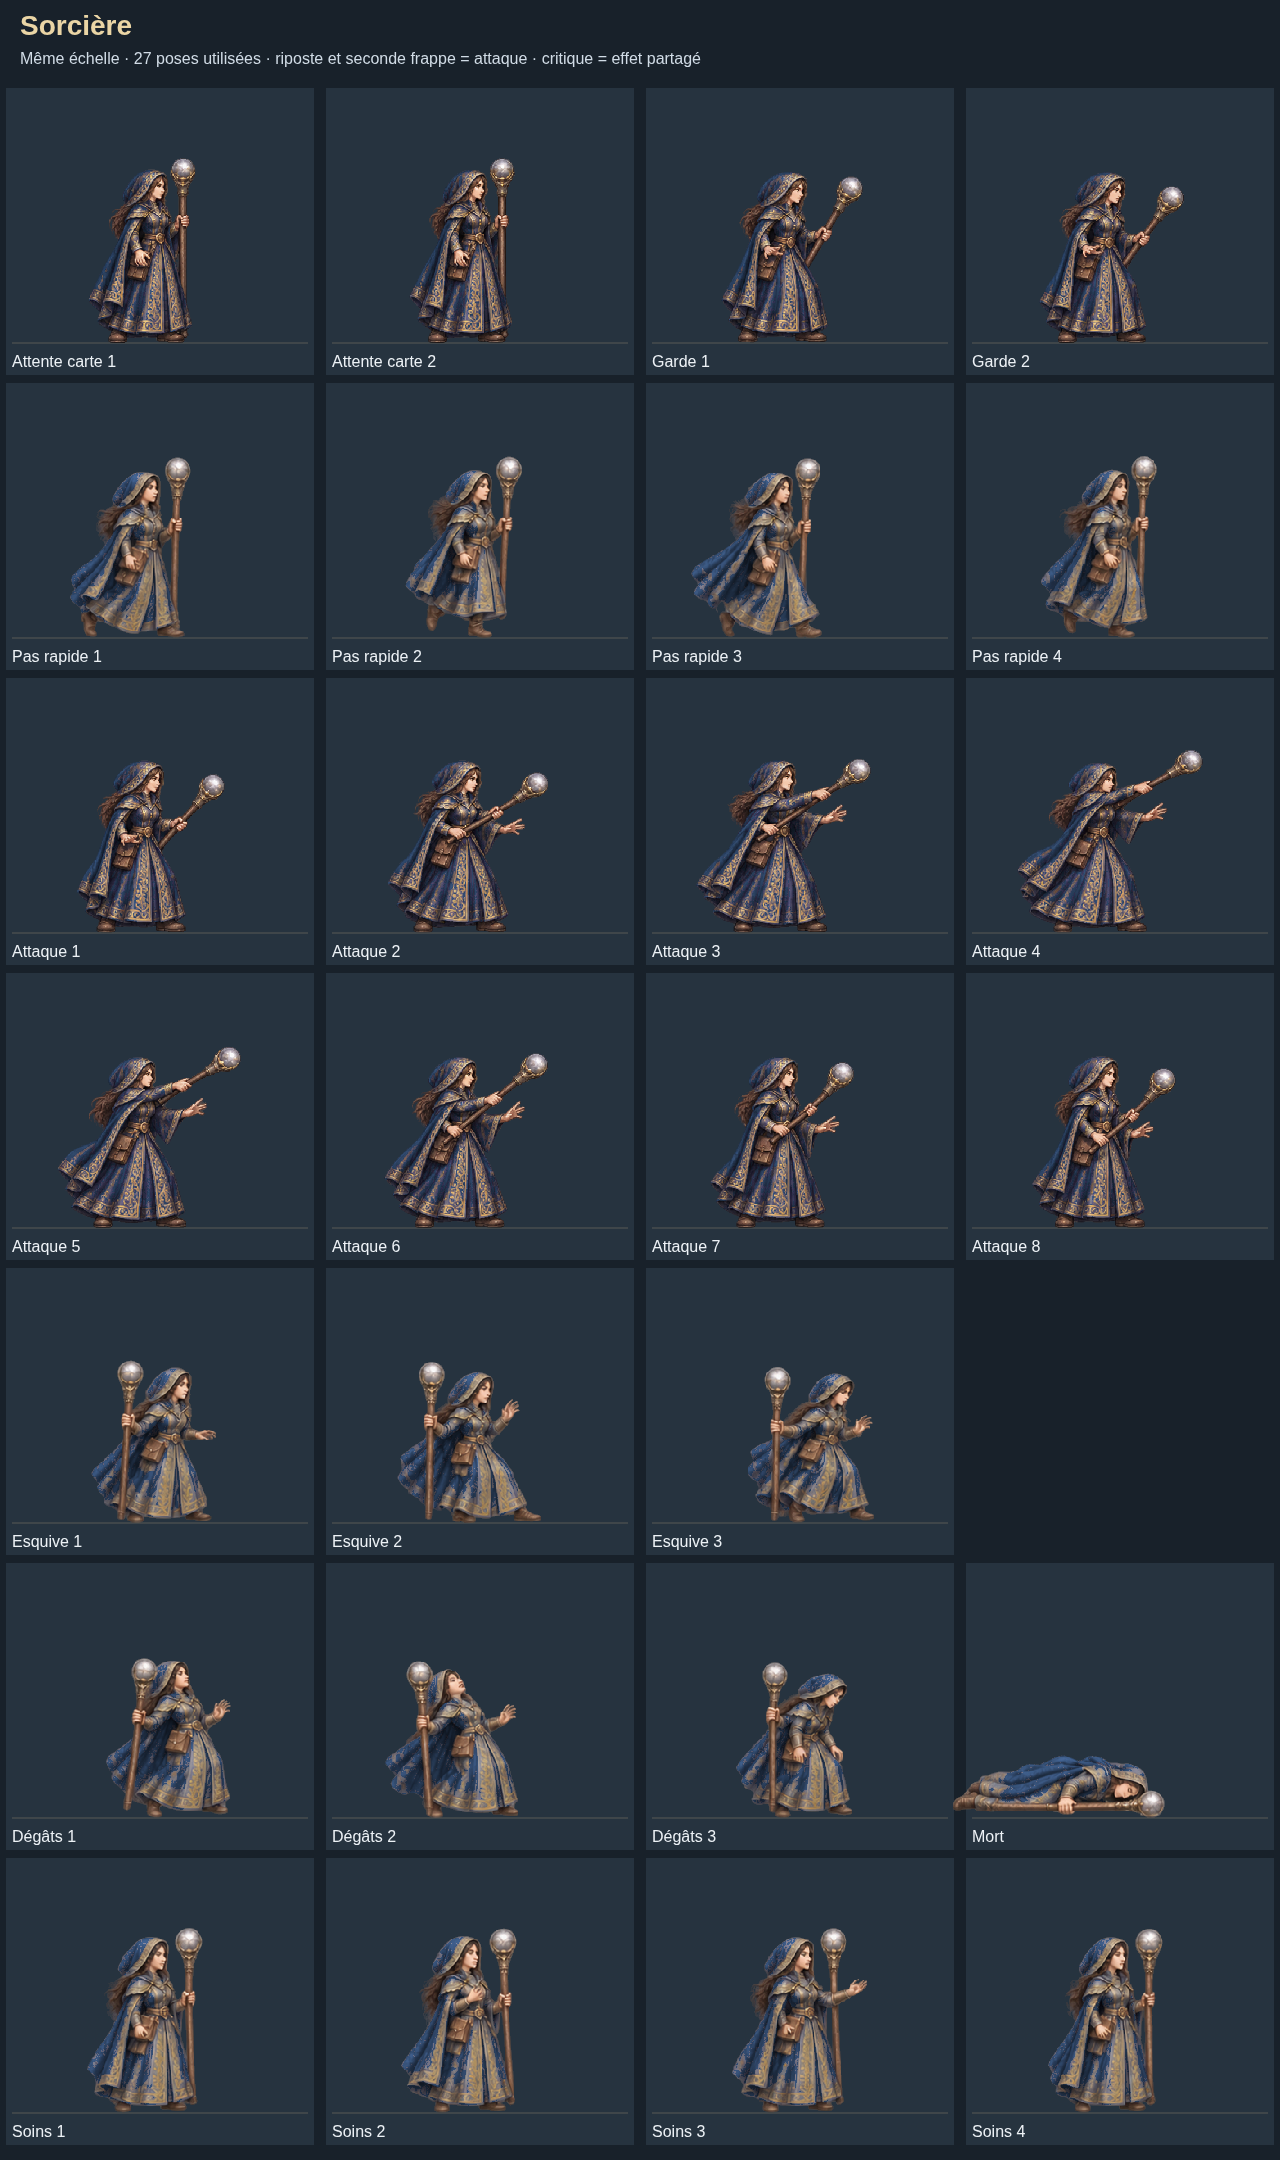 Sorcière
Même échelle · 27 poses utilisées · riposte et seconde frappe = attaque · critique = effet partagé
Attente carte 1
Attente carte 2
Garde 1
Garde 2
Pas rapide 1
Pas rapide 2
Pas rapide 3
Pas rapide 4
Attaque 1
Attaque 2
Attaque 3
Attaque 4
Attaque 5
Attaque 6
Attaque 7
Attaque 8
Esquive 1
Esquive 2
Esquive 3
Dégâts 1
Dégâts 2
Dégâts 3
Mort
Soins 1
Soins 2
Soins 3
Soins 4